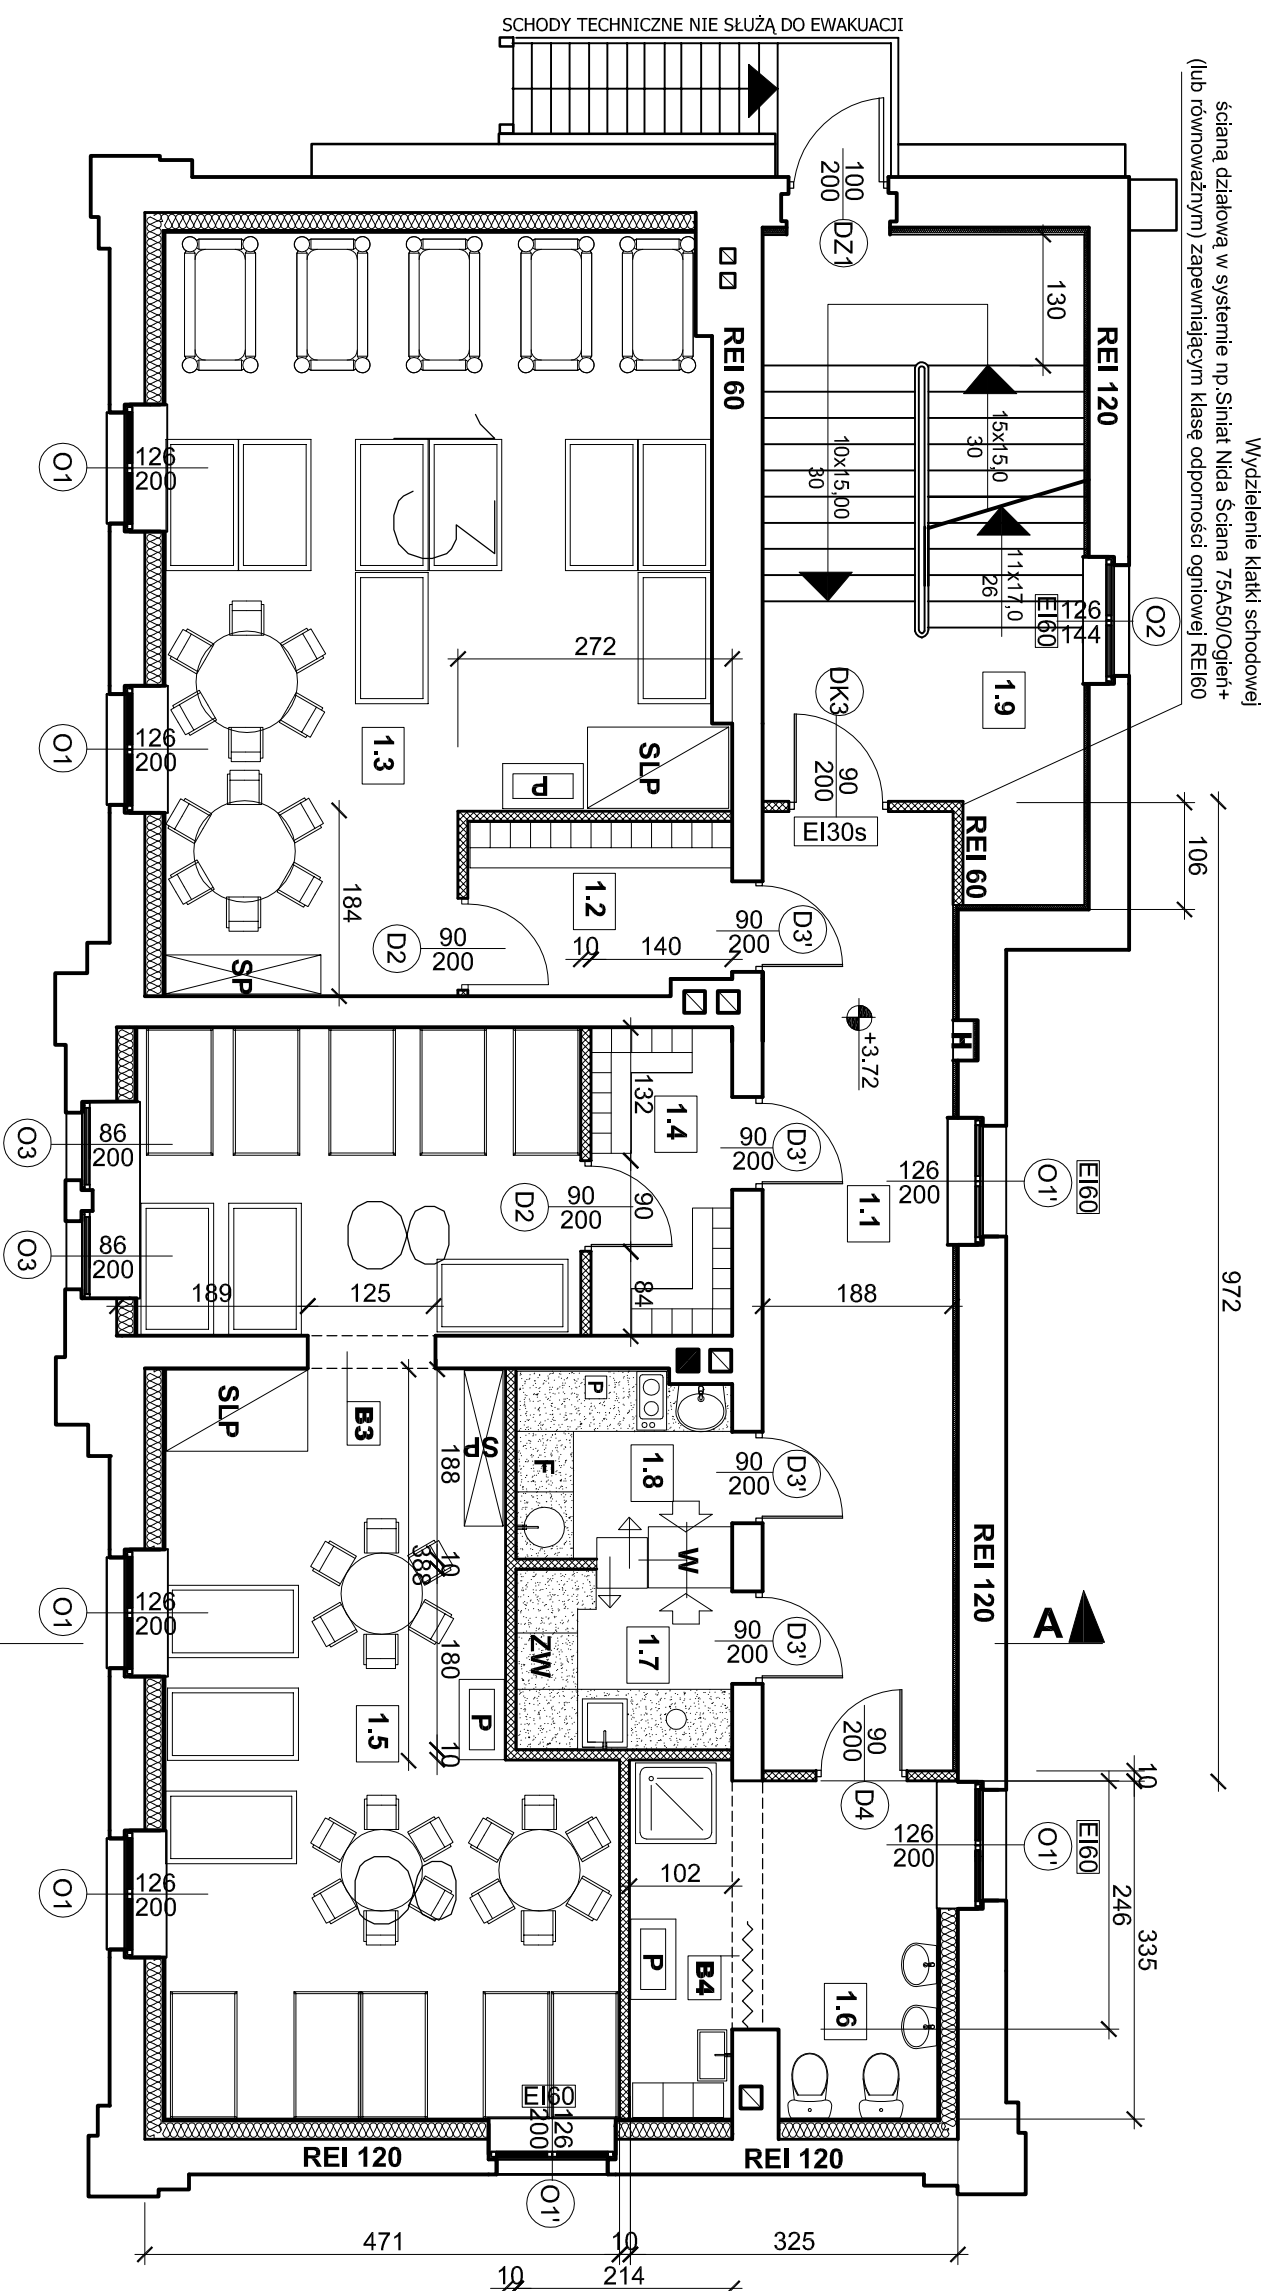 SCHODY TECHNICZNE NIE SŁUŻĄ DO EWAKUACJI
Wydzielenie klatki schodowej
ścianą działową w systemie np.Siniat Nida Ściana 75A50/Ogień+
(lub równoważnym) zapewniającym klasę odporności ogniowej REI60
100
200
DZ1
130
REI 120
REI 60
15x15,0
30
10x15,00
30
11x17,0
26
EI60
126
144
O2
1.9
DK3
90
200
EI30s
REI 60
106
972
O1
126
200
O1
126
200
272
1.3
SLP
P
184
SP
1.2
D2
90
200
10
140
90
200
D3'
+3.72
H
132
1.4
90
200
D3'
D2
90
200
90
84
126
200
O1'
EI60
1.1
188
O3
86
200
O3
86
200
189
125
B3
SLP
SP
188
388
10
180
10
P
F
1.8
90
200
D3'
W
1.7
ZW
90
200
D3'
REI 120
A
90
200
D4
10
O1
126
200
1.5
P
O1
126
200
102
P
B4
1.6
126
200
O1'
EI60
246
335
EI60
126
200
O1'
REI 120
REI 120
471
10
325
10
214